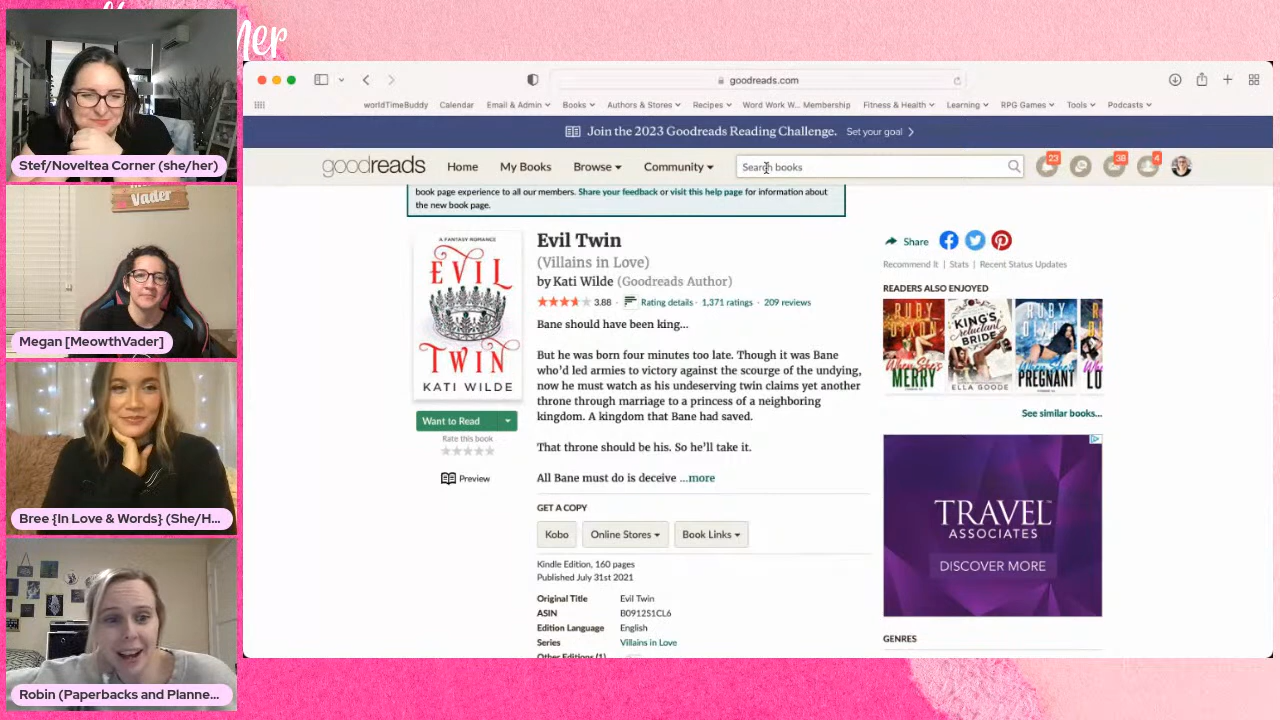 Mer
Stef/Noveltea Corner (she/her)
Vader
Megan [MeowthVader]
Bree {In Love & Words} (She/H...
Robin (Paperbacks and Planne...
goodreads.com
worldTimeBuddy Calendar Email & Admin Books Authors & Stores Recipes Word Work W... Membership Fitness & Health Learning RPG Games Tools Podcasts
Join the 2023 Goodreads Reading Challenge. Set your goal
goodreads Home My Books Browse Community Search books 23 38 4
book page experience to all our members. Share your feedback or visit this help page for information about
the new book page.
A FANTASY ROMANCE
EVIL
TWIN
KATI WILDE
Want to Read
Rate this book
Preview
Evil Twin
(Villains in Love)
by Kati Wilde (Goodreads Author)
3.88 · Rating details · 1,371 ratings · 209 reviews
Bane should have been king...
But he was born four minutes too late. Though it was Bane
who'd led armies to victory against the scourge of the undying,
now he must watch as his undeserving twin claims yet another
throne through marriage to a princess of a neighboring
kingdom. A kingdom that Bane had saved.
That throne should be his. So he'll take it.
All Bane must do is deceive ...more
GET A COPY
Kobo Online Stores Book Links
Kindle Edition, 160 pages
Published July 31st 2021
Original Title Evil Twin
ASIN B0912S1CL6
Edition Language English
Series Villains in Love
Other Editions (1)
Share
Recommend It | Stats | Recent Status Updates
READERS ALSO ENJOYED
RUBY DIXON
WHEN SHE'S
MERRY
KING'S
reluctant
BRIDE
ELLA GOODE
RUBY DIXON
WHEN SHE'S
PREGNANT
See similar books...
TRAVEL
ASSOCIATES
DISCOVER MORE
GENRES